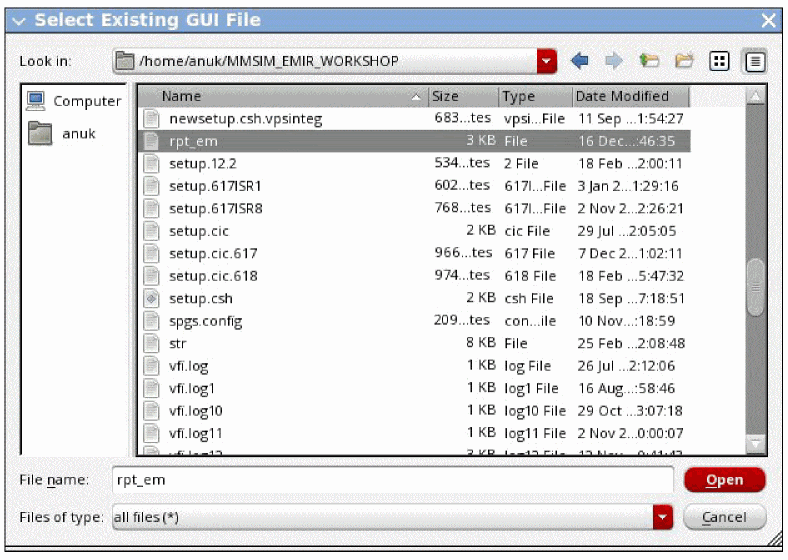 Select Existing GUI File
Look in: /home/anuk/MMSIM_EMIR_WORKSHOP
Computer
anuk
Name Size Type Date Modified
newsetup.csh.vpsinteg 683...tes vpsi...File 11 Sep ...1:54:27
rpt_em 3 KB File 16 Dec...:46:35
setup.12.2 534...tes 2 File 18 Feb ...2:00:11
setup.617ISR1 602...tes 617I...File 3 Jan 2...1:29:16
setup.617ISR8 768...tes 617I...File 2 Nov 2...2:26:21
setup.cic 2 KB cic File 29 Jul ...2:05:05
setup.cic.617 966...tes 617 File 7 Dec 2...1:02:11
setup.cic.618 974...tes 618 File 18 Feb ...5:47:32
setup.csh 2 KB csh File 18 Sep ...7:18:51
spgs.config 209...tes con...ile 10 Nov...:18:59
str 8 KB File 25 Feb ...2:08:48
vfi.log 1 KB log File 26 Jul ...2:12:06
vfi.log1 1 KB log1 File 16 Aug...:58:46
vfi.log10 1 KB log10 File 29 Oct ...3:07:18
vfi.log11 1 KB log11 File 2 Nov 2...0:00:07
File name: rpt_em Open
Files of type: all files (*) Cancel